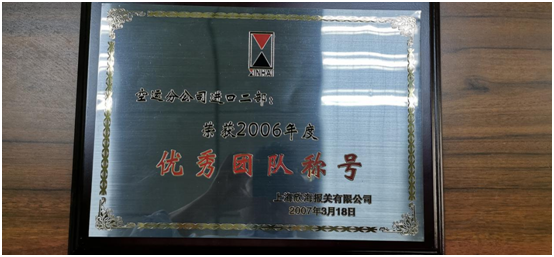 XINHAI
空运分公司进口二部:
荣获2006年度
优秀团队称号
上海欣海报关有限公司
2007年3月18日